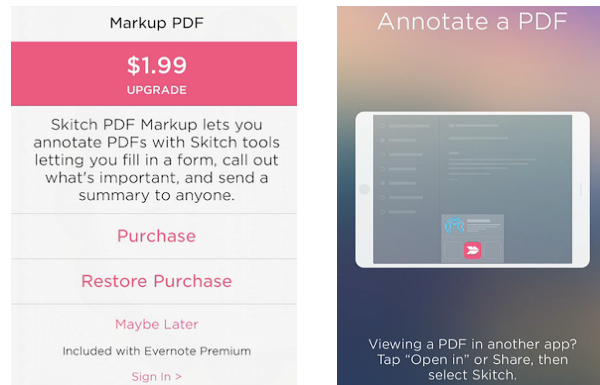 Markup PDF
$1.99
UPGRADE
Skitch PDF Markup lets you
annotate PDFs with Skitch tools
letting you fill in a form, call out
what's important, and send a
summary to anyone.
Purchase
Restore Purchase
Maybe Later
Included with Evernote Premium
Sign In >
Annotate a PDF
Viewing a PDF in another app?
Tap “Open in” or Share, then
select Skitch.